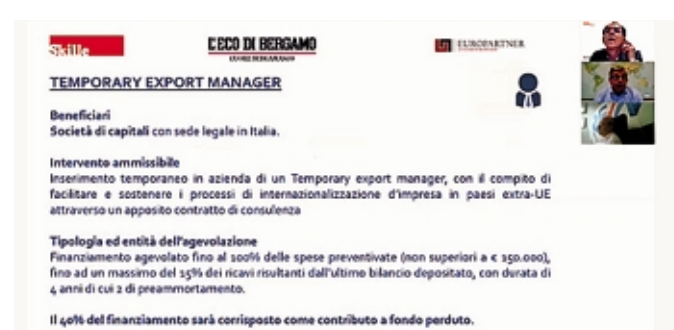 Skille
L'ECO DI BERGAMO
EUROPARTNER
TEMPORARY EXPORT MANAGER
Beneficiari
Società di capitali con sede legale in Italia.
Intervento ammissibile
Inserimento temporaneo in azienda di un Temporary export manager, con il compito di
facilitare e sostenere i processi di internazionalizzazione d'impresa in paesi extra-UE
attraverso un apposito contratto di consulenza
Tipologia ed entità dell'agevolazione
Finanziamento agevolato fino al 100% delle spese preventivate (non superiori a € 150.000),
fino ad un massimo del 15% dei ricavi risultanti dall'ultimo bilancio depositato, con durata di
4 anni di cui 2 di preammortamento.
Il 40% del finanziamento sarà corrisposto come contributo a fondo perduto.